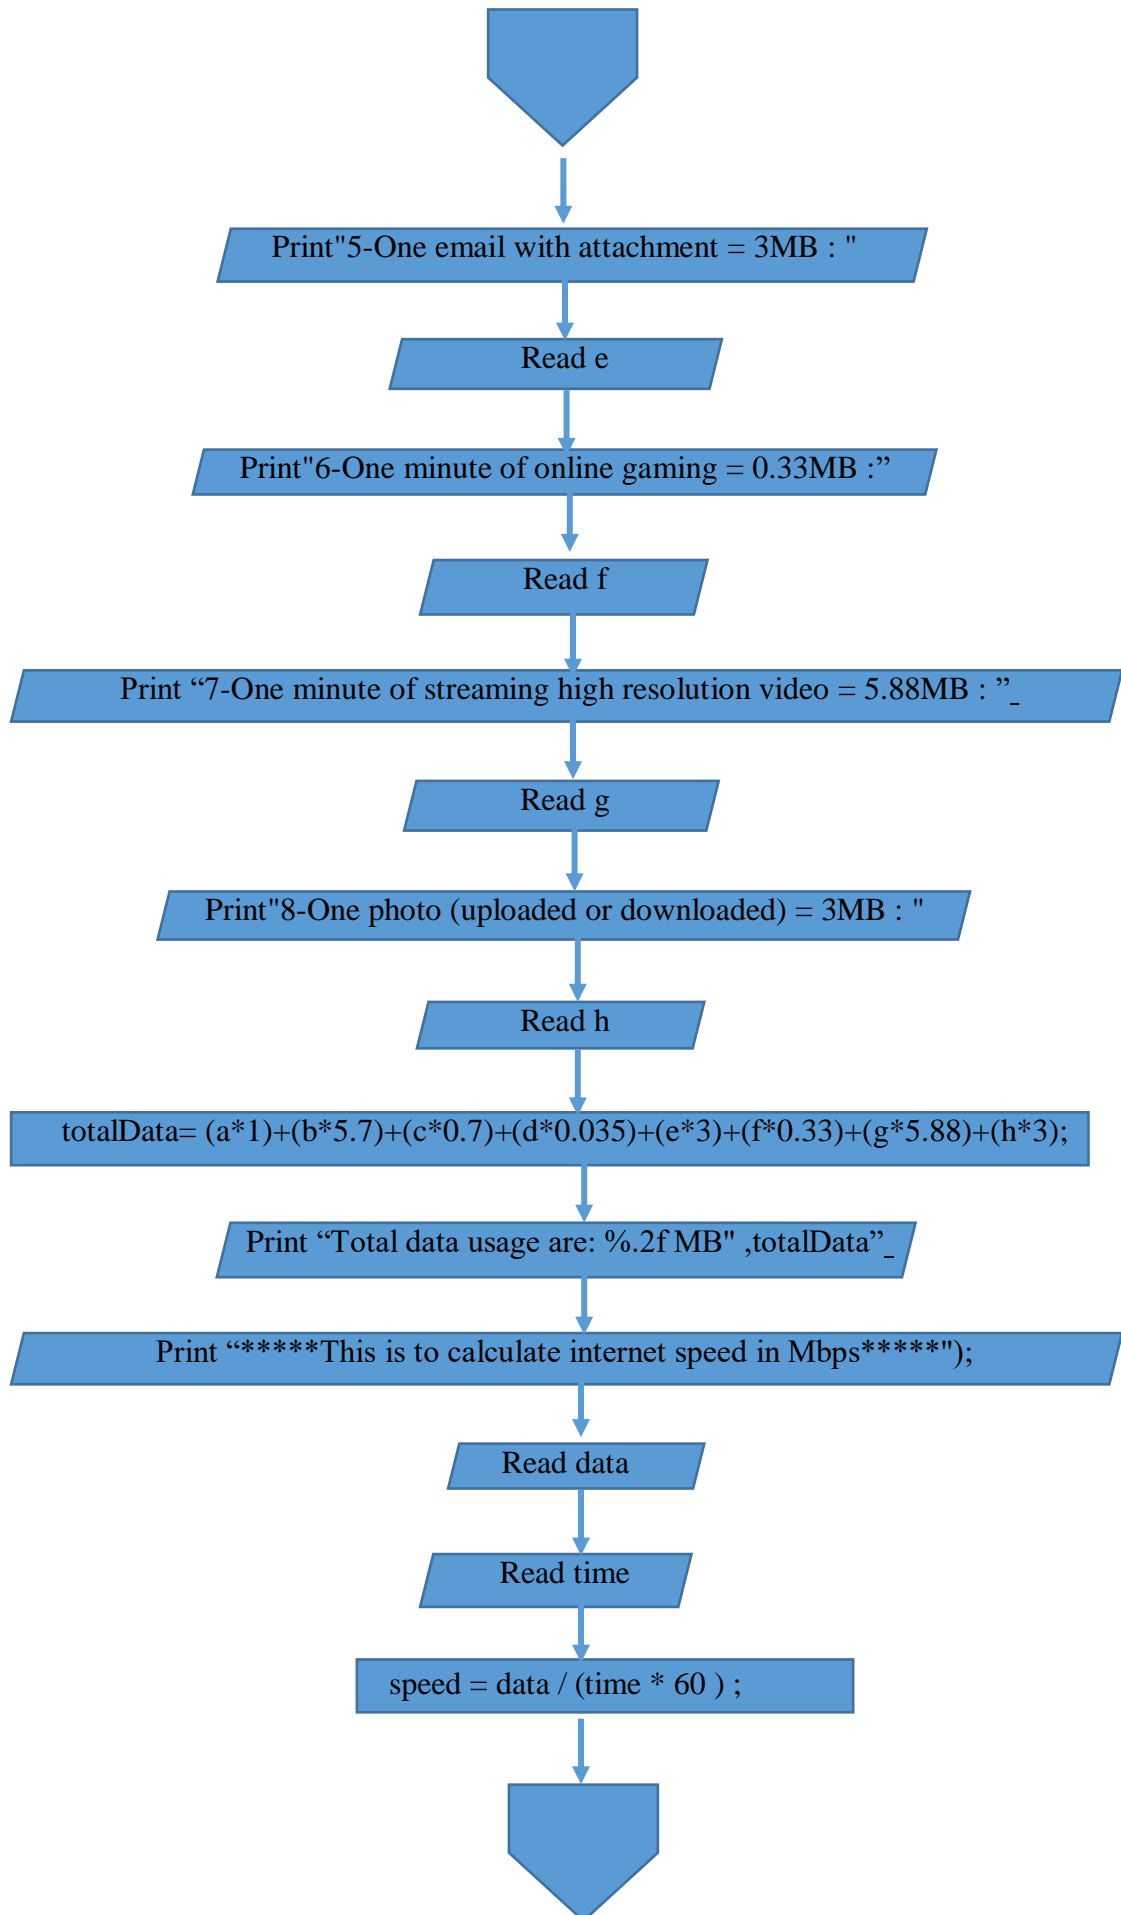 Print"5-One email with attachment = 3MB : "
Read e
Print"6-One minute of online gaming = 0.33MB :”
Read f
Print “7-One minute of streaming high resolution video = 5.88MB : ”_
Read g
Print"8-One photo (uploaded or downloaded) = 3MB : "
Read h
totalData= (a*1)+(b*5.7)+(c*0.7)+(d*0.035)+(e*3)+(f*0.33)+(g*5.88)+(h*3);
Print “Total data usage are: %.2f MB" ,totalData”_
Print “*****This is to calculate internet speed in Mbps*****");
Read data
Read time
speed = data / (time * 60 ) ;